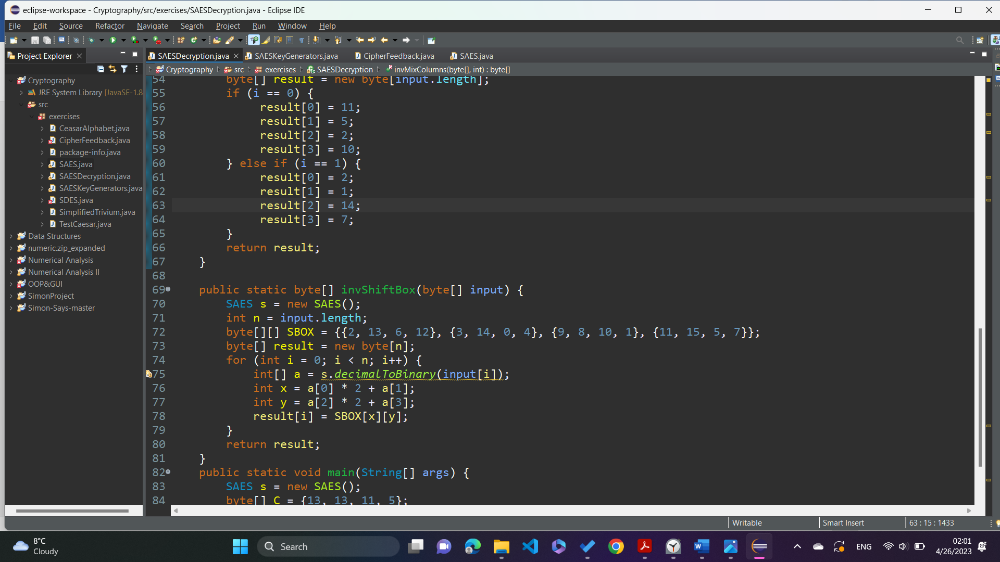 eclipse-workspace - Cryptography/src/exercises/SAESDecryption.java - Eclipse IDE
File Edit Source Refactor Navigate Search Project Run Window Help
Project Explorer
SAESDecryption.java SAESKeyGenerators.java CipherFeedback.java SAES.java
Cryptography src exercises SAESDecryption invMixColumns(byte[], int) : byte[]
Cryptography
JRE System Library [JavaSE-1.8
src
exercises
CeasarAlphabet.java
CipherFeedback.java
package-info.java
SAES.java
SAESDecryption.java
SAESKeyGenerators.java
SDES.java
SimplifiedTrivium.java
TestCaesar.java
Data Structures
numeric.zip_expanded
Numerical Analysis
Numerical Analysis II
OOP&GUI
SimonProject
Simon-Says-master
54 byte[] result = new byte[input.length];
55 if (i == 0) {
56 result[0] = 11;
57 result[1] = 5;
58 result[2] = 2;
59 result[3] = 10;
60 } else if (i == 1) {
61 result[0] = 2;
62 result[1] = 1;
63 result[2] = 14;
64 result[3] = 7;
65 }
66 return result;
67 }
68
69 public static byte[] invShiftBox(byte[] input) {
70 SAES s = new SAES();
71 int n = input.length;
72 byte[][] SBOX = {{2, 13, 6, 12}, {3, 14, 0, 4}, {9, 8, 10, 1}, {11, 15, 5, 7}};
73 byte[] result = new byte[n];
74 for (int i = 0; i < n; i++) {
75 int[] a = s.decimalToBinary(input[i]);
76 int x = a[0] * 2 + a[1];
77 int y = a[2] * 2 + a[3];
78 result[i] = SBOX[x][y];
79 }
80 return result;
81 }
82 public static void main(String[] args) {
83 SAES s = new SAES();
84 byte[] C = {13, 13, 11, 5};
Writable Smart Insert 63 : 15 : 1433
8°C
Cloudy
Search
ENG
02:01
4/26/2023